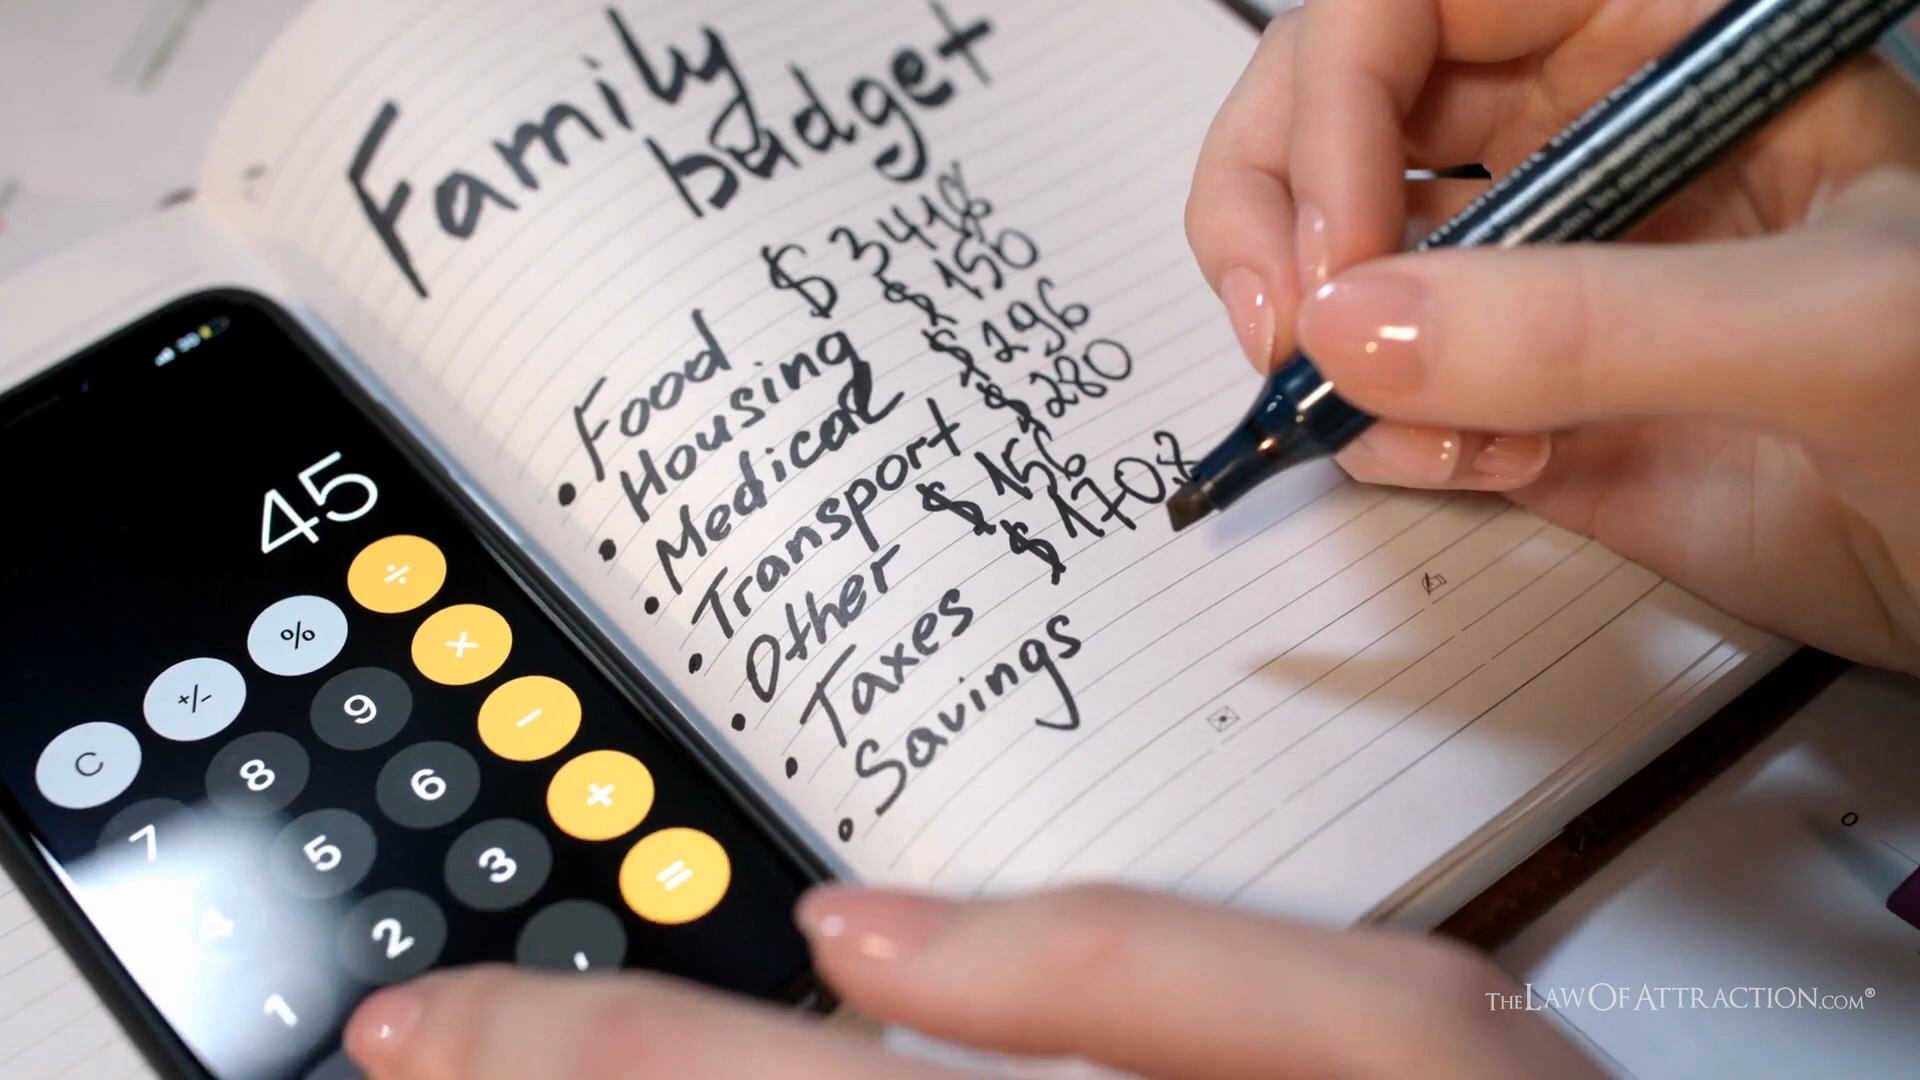 Family
budget
Food $ 3418
• Housing $ 150
• Medical $ 296
• Transport $ 280
• Other $ 156
• Taxes $ 1708
• Savings
45
÷
% ×
+/- 9 −
C 8 6 +
7 5 3 =
4 2 ,
1
THELAWOFATTRACTION.COM®